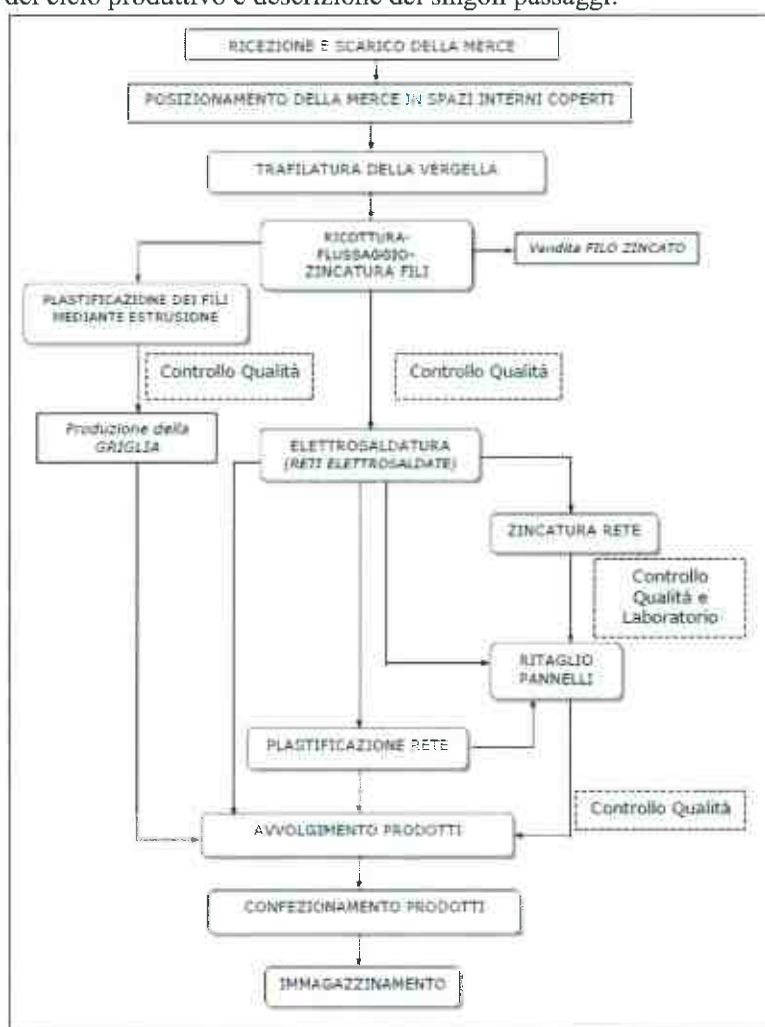 del ciclo produttivo e descrizione dei singoli passaggi.
RICEZIONE E SCARICO DELLA MERCE
POSIZIONAMENTO DELLA MERCE IN SPAZI INTERNI COPERTI
TRAFILATURA DELLA VERGELLA
RICOTTURA-
FLUSSAGGIO-
ZINCATURA FILI
Vendita FILO ZINCATO
PLASTIFICAZIONE DEI FILI
MEDIANTE ESTRUSIONE
Controllo Qualità
Controllo Qualità
Produzione della
GRIGLIA
ELETTROSALDATURA
(RETI ELETTROSALDATE)
ZINCATURA RETE
Controllo
Qualità e
Laboratorio
RITAGLIO
PANNELLI
PLASTIFICAZIONE RETE
Controllo Qualità
AVVOLGIMENTO PRODOTTI
CONFEZIONAMENTO PRODOTTI
IMMAGAZZINAMENTO